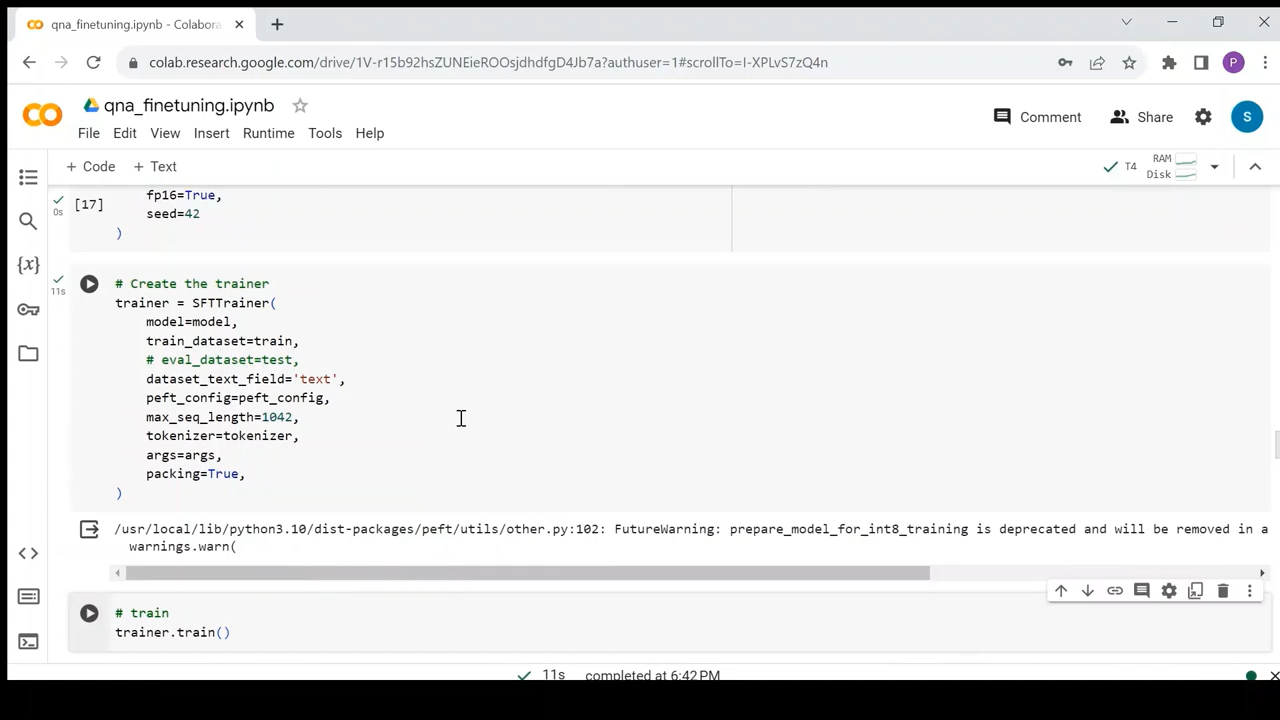 qna_finetuning.ipynb - Colabora
colab.research.google.com/drive/1V-r15b92hsZUNEieROOsjdhdfgD4Jb7a?authuser=1#scrollTo=I-XPLvS7zQ4n
P
qna_finetuning.ipynb
File Edit View Insert Runtime Tools Help
Comment Share S
+ Code + Text
T4 RAM
Disk
0s [17] fp16=True,
seed=42
)
11s
# Create the trainer
trainer = SFTTrainer(
model=model,
train_dataset=train,
# eval_dataset=test,
dataset_text_field='text',
peft_config=peft_config,
max_seq_length=1042,
tokenizer=tokenizer,
args=args,
packing=True,
)
/usr/local/lib/python3.10/dist-packages/peft/utils/other.py:102: FutureWarning: prepare_model_for_int8_training is deprecated and will be removed in a
warnings.warn(
# train
trainer.train()
11s completed at 6:42 PM